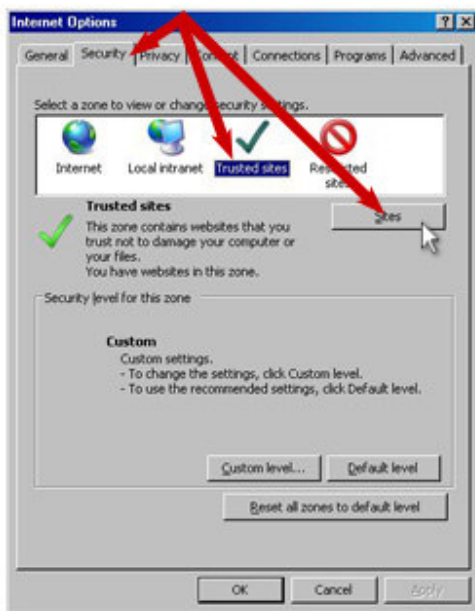 Internet Options
General Security Privacy Content Connections Programs Advanced
Select a zone to view or change security settings.
Internet Local intranet Trusted sites Restricted
sites
Trusted sites
Sites
This zone contains websites that you
trust not to damage your computer or
your files.
You have websites in this zone.
Security level for this zone
Custom
Custom settings.
- To change the settings, click Custom level.
- To use the recommended settings, click Default level.
Custom level... Default level
Reset all zones to default level
OK Cancel Apply